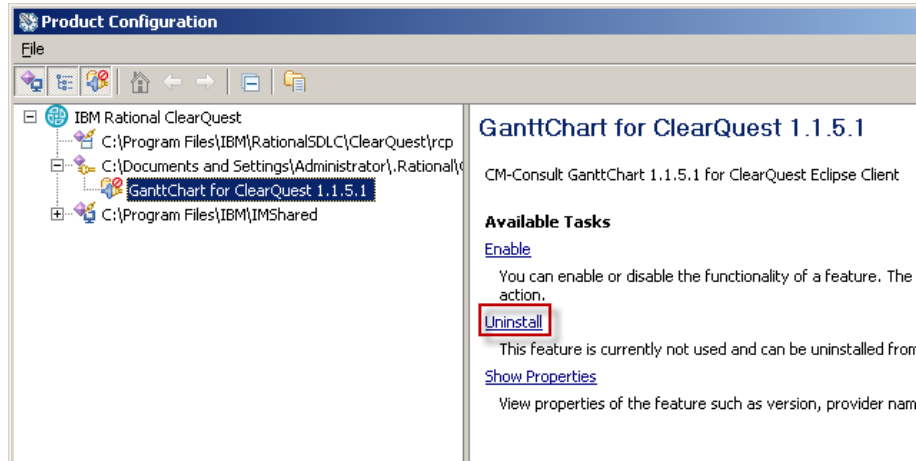 Product Configuration
File
IBM Rational ClearQuest
C:\Program Files\IBM\RationalSDLC\ClearQuest\rcp
C:\Documents and Settings\Administrator\.Rational\
GanttChart for ClearQuest 1.1.5.1
C:\Program Files\IBM\IMShared
GanttChart for ClearQuest 1.1.5.1
CM-Consult GanttChart 1.1.5.1 for ClearQuest Eclipse Client
Available Tasks
Enable
You can enable or disable the functionality of a feature. The
action.
Uninstall
This feature is currently not used and can be uninstalled from
Show Properties
View properties of the feature such as version, provider nam